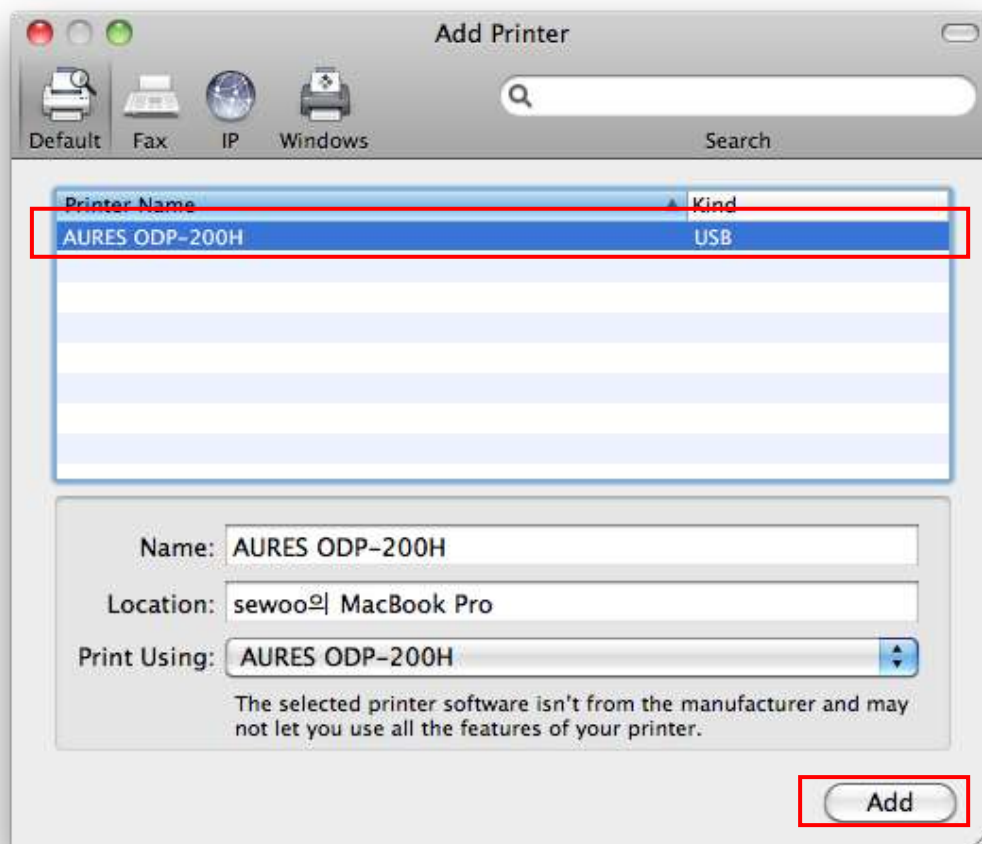 Add Printer
Default Fax IP Windows Search
Printer Name Kind
AURES ODP-200H USB
Name: AURES ODP-200H
Location: sewoo의 MacBook Pro
Print Using: AURES ODP-200H
The selected printer software isn't from the manufacturer and may
not let you use all the features of your printer.
Add